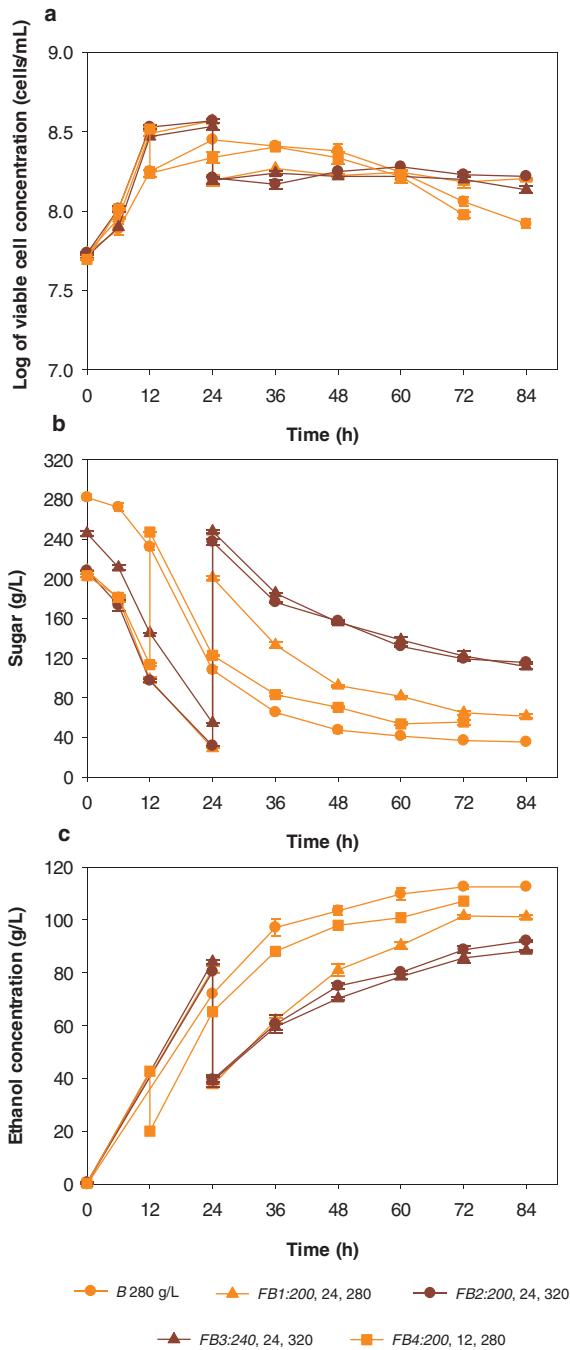 a
9.0
8.5
8.0
7.5
7.0
Log of viable cell concentration (cells/mL)
0 12 24 36 48 60 72 84
Time (h)
b
320
280
240
200
160
120
80
40
0
Sugar (g/L)
0 12 24 36 48 60 72 84
Time (h)
c
120
100
80
60
40
20
0
Ethanol concentration (g/L)
0 12 24 36 48 60 72 84
Time (h)
B 280 g/L FB1:200, 24, 280 FB2:200, 24, 320
FB3:240, 24, 320 FB4:200, 12, 280